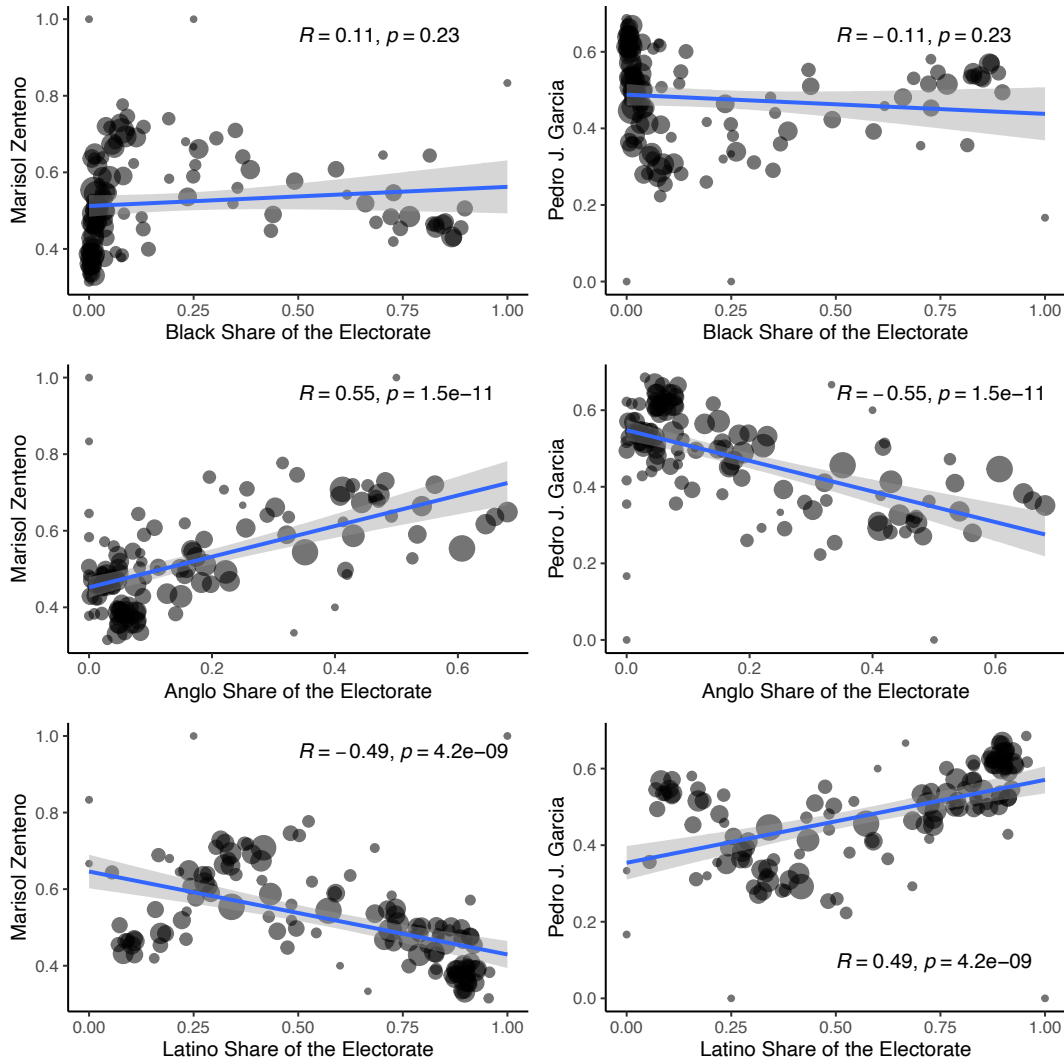 Marisol Zenteno
1.0
0.8
0.6
0.4
R = 0.11, p = 0.23
0.00 0.25 0.50 0.75 1.00
Black Share of the Electorate
Pedro J. Garcia
0.6
0.4
0.2
0.0
R = −0.11, p = 0.23
0.00 0.25 0.50 0.75 1.00
Black Share of the Electorate
Marisol Zenteno
1.0
0.8
0.6
0.4
R = 0.55, p = 1.5e−11
0.0 0.2 0.4 0.6
Anglo Share of the Electorate
Pedro J. Garcia
0.6
0.4
0.2
0.0
R = −0.55, p = 1.5e−11
0.0 0.2 0.4 0.6
Anglo Share of the Electorate
Marisol Zenteno
1.0
0.8
0.6
0.4
R = −0.49, p = 4.2e−09
0.00 0.25 0.50 0.75 1.00
Latino Share of the Electorate
Pedro J. Garcia
0.6
0.4
0.2
0.0
R = 0.49, p = 4.2e−09
0.00 0.25 0.50 0.75 1.00
Latino Share of the Electorate